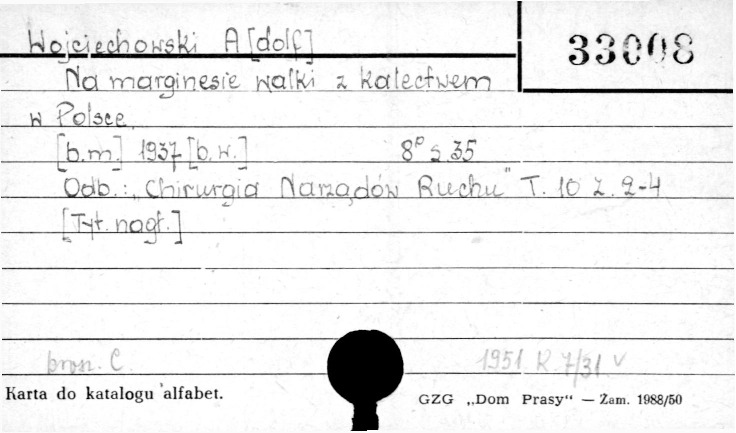 Wojciechowski A[dolf]
33008
Na marginesie walki z kalectwem
w Polsce.
[b.m.] 1937 [b.w.] 8° s. 35
Odb.: „Chirurgia Narządów Ruchu" T. 10 z. 2-4
[Tyt. nagł.]
brosz. C.
1951 R. 7/31. v
Karta do katalogu alfabet.
GZG „Dom Prasy“ — Zam. 1988/50